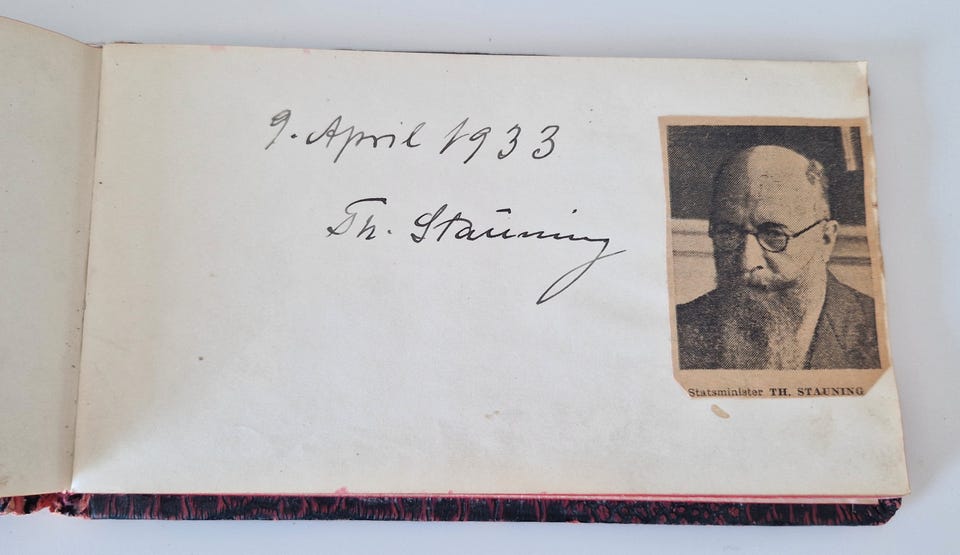 9. April 1933
Th. Stauning
Statsminister TH. STAUNING